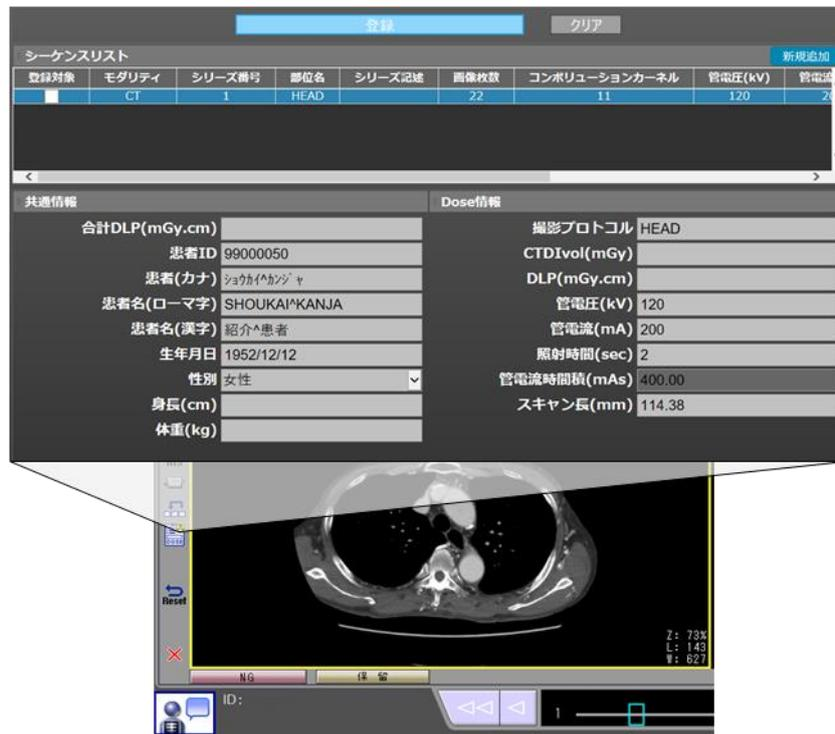 登録 クリア
シーケンスリスト 新規追加
登録対象 モダリティ シリーズ番号 部位名 シリーズ記述 画像枚数 コンボリューションカーネル 管電圧(kV) 管電流
CT 1 HEAD 22 11 120 20
共通情報 Dose情報
合計DLP(mGy.cm) 撮影プロトコル HEAD
患者ID 99000050 CTDIvol(mGy)
患者(カナ) ｼｮｳｶｲ^ｶﾝｼﾞｬ DLP(mGy.cm)
患者名(ローマ字) SHOUKAI^KANJA 管電圧(kV) 120
患者名(漢字) 紹介^患者 管電流(mA) 200
生年月日 1952/12/12 照射時間(sec) 2
性別 女性 管電流時間積(mAs) 400.00
身長(cm) スキャン長(mm) 114.38
体重(kg)
DOSE
Reset
Z: 73%
L: 143
W: 627
NG 保留
ID: 1